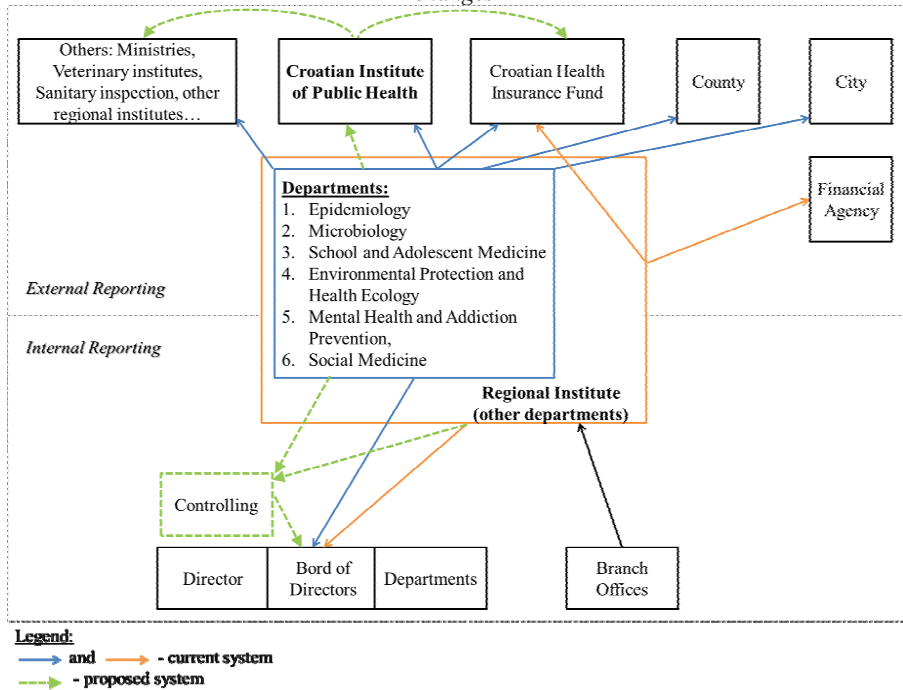 Others: Ministries,
Veterinary institutes,
Sanitary inspection, other
regional institutes…
Croatian Institute
of Public Health
Croatian Health
Insurance Fund
County
City
Financial
Agency
Departments:
1. Epidemiology
2. Microbiology
3. School and Adolescent Medicine
4. Environmental Protection and
Health Ecology
5. Mental Health and Addiction
Prevention,
6. Social Medicine
External Reporting
Internal Reporting
Regional Institute
(other departments)
Controlling
Director
Bord of
Directors
Departments
Branch
Offices
Legend:
and - current system
- proposed system